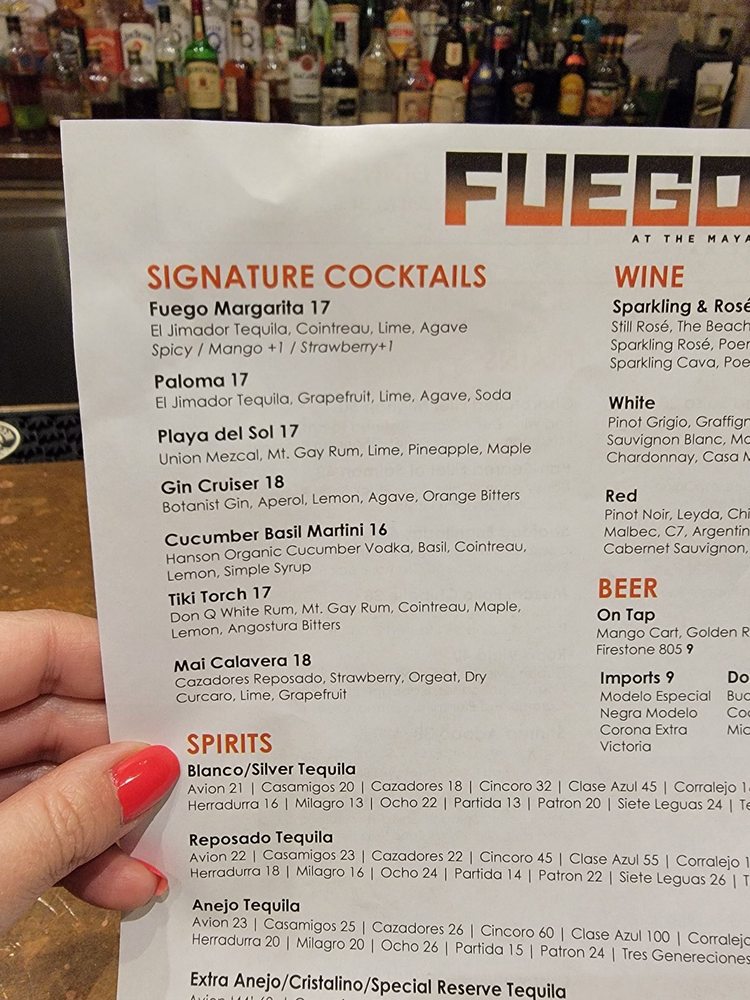 FUEGO
AT THE MAYA
SIGNATURE COCKTAILS
Fuego Margarita 17
El Jimador Tequila, Cointreau, Lime, Agave
Spicy / Mango +1 / Strawberry+1
Paloma 17
El Jimador Tequila, Grapefruit, Lime, Agave, Soda
Playa del Sol 17
Union Mezcal, Mt. Gay Rum, Lime, Pineapple, Maple
Gin Cruiser 18
Botanist Gin, Aperol, Lemon, Agave, Orange Bitters
Cucumber Basil Martini 16
Hanson Organic Cucumber Vodka, Basil, Cointreau,
Lemon, Simple Syrup
Tiki Torch 17
Don Q White Rum, Mt. Gay Rum, Cointreau, Maple,
Lemon, Angostura Bitters
Mai Calavera 18
Cazadores Reposado, Strawberry, Orgeat, Dry
Curcaro, Lime, Grapefruit
WINE
Sparkling & Rosé
Still Rosé, The Beach
Sparkling Rosé, Poe
Sparkling Cava, Poe
White
Pinot Grigio, Graffign
Sauvignon Blanc, Ma
Chardonnay, Casa
Red
Pinot Noir, Leyda, Chi
Malbec, C7, Argentin
Cabernet Sauvignon,
BEER
On Tap
Mango Cart, Golden R
Firestone 805 9
Imports 9
Modelo Especial
Negra Modelo
Corona Extra
Victoria
Do
Bud
Coo
Mic
SPIRITS
Blanco/Silver Tequila
Avion 21 | Casamigos 20 | Cazadores 18 | Cincoro 32 | Clase Azul 45 | Corralejo 1
Herradurra 16 | Milagro 13 | Ocho 22 | Partida 13 | Patron 20 | Siete Leguas 24 | Te
Reposado Tequila
Avion 22 | Casamigos 23 | Cazadores 22 | Cincoro 45 | Clase Azul 55 | Corralejo 1
Herradurra 18 | Milagro 16 | Ocho 24 | Partida 14 | Patron 22 | Siete Leguas 26 | T
Anejo Tequila
Avion 23 | Casamigos 25 | Cazadores 26 | Cincoro 60 | Clase Azul 100 | Corralejo
Herradurra 20 | Milagro 20 | Ocho 26 | Partida 15 | Patron 24 | Tres Genereciones
Extra Anejo/Cristalino/Special Reserve Tequila